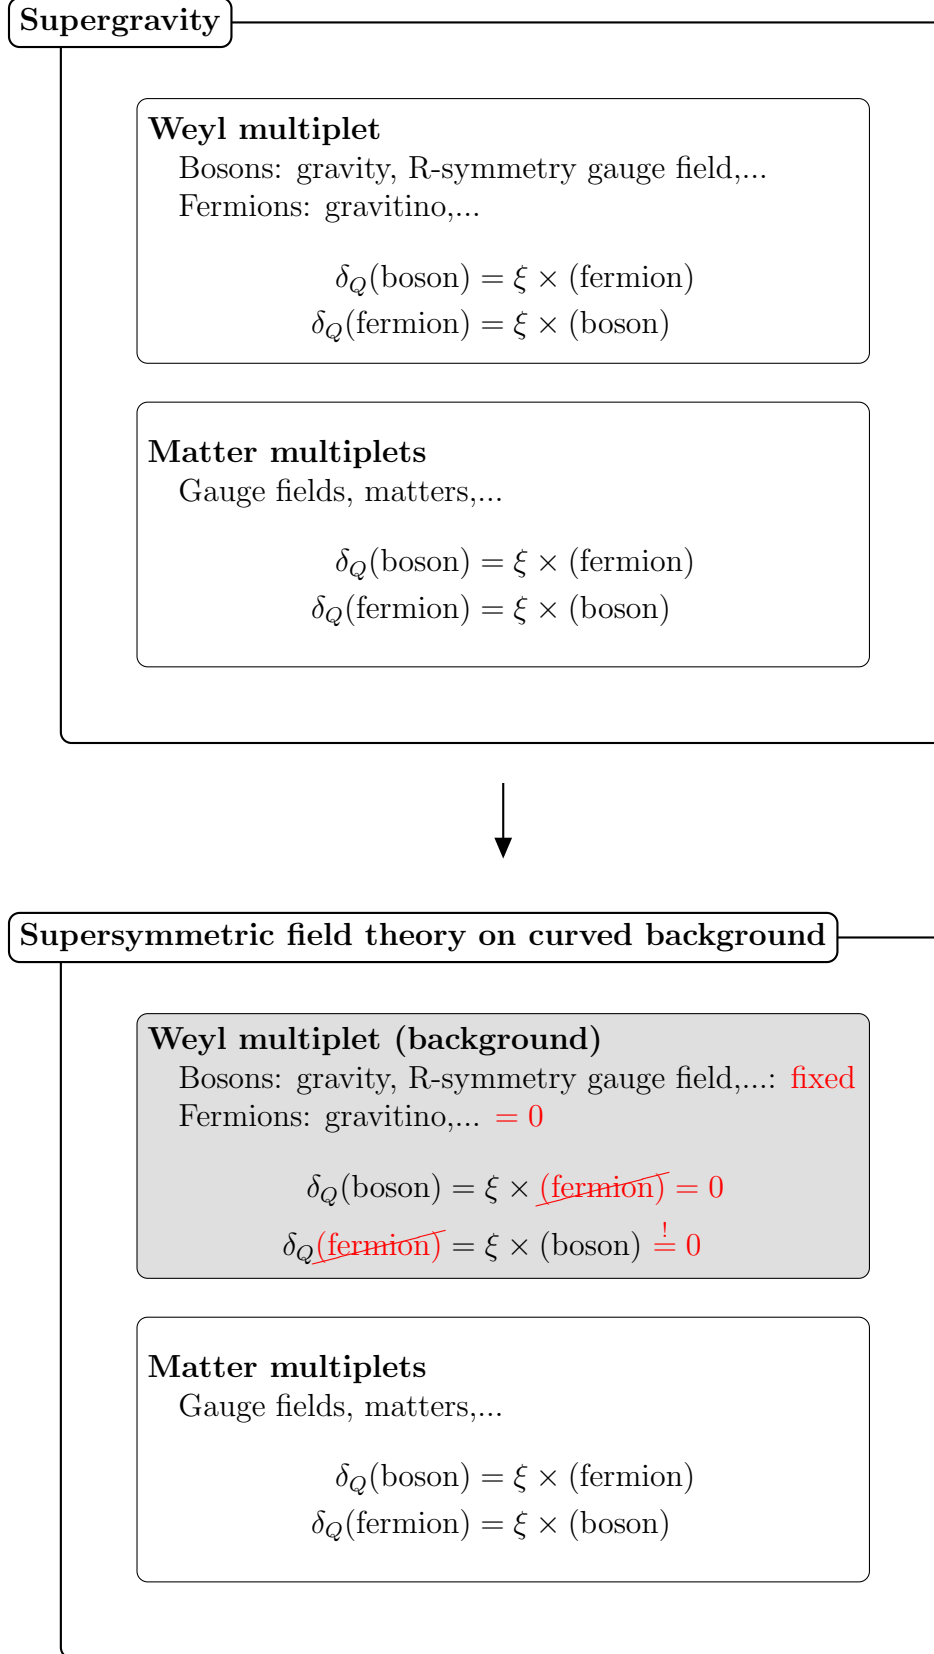 Supergravity
Weyl multiplet
Bosons: gravity, R-symmetry gauge field,...
Fermions: gravitino,...
δ_Q(boson) = ξ × (fermion)
δ_Q(fermion) = ξ × (boson)
Matter multiplets
Gauge fields, matters,...
δ_Q(boson) = ξ × (fermion)
δ_Q(fermion) = ξ × (boson)
Supersymmetric field theory on curved background
Weyl multiplet (background)
Bosons: gravity, R-symmetry gauge field,...: fixed
Fermions: gravitino,... = 0
δ_Q(boson) = ξ × (fermion) = 0
δ_Q(fermion) = ξ × (boson) =! 0
Matter multiplets
Gauge fields, matters,...
δ_Q(boson) = ξ × (fermion)
δ_Q(fermion) = ξ × (boson)